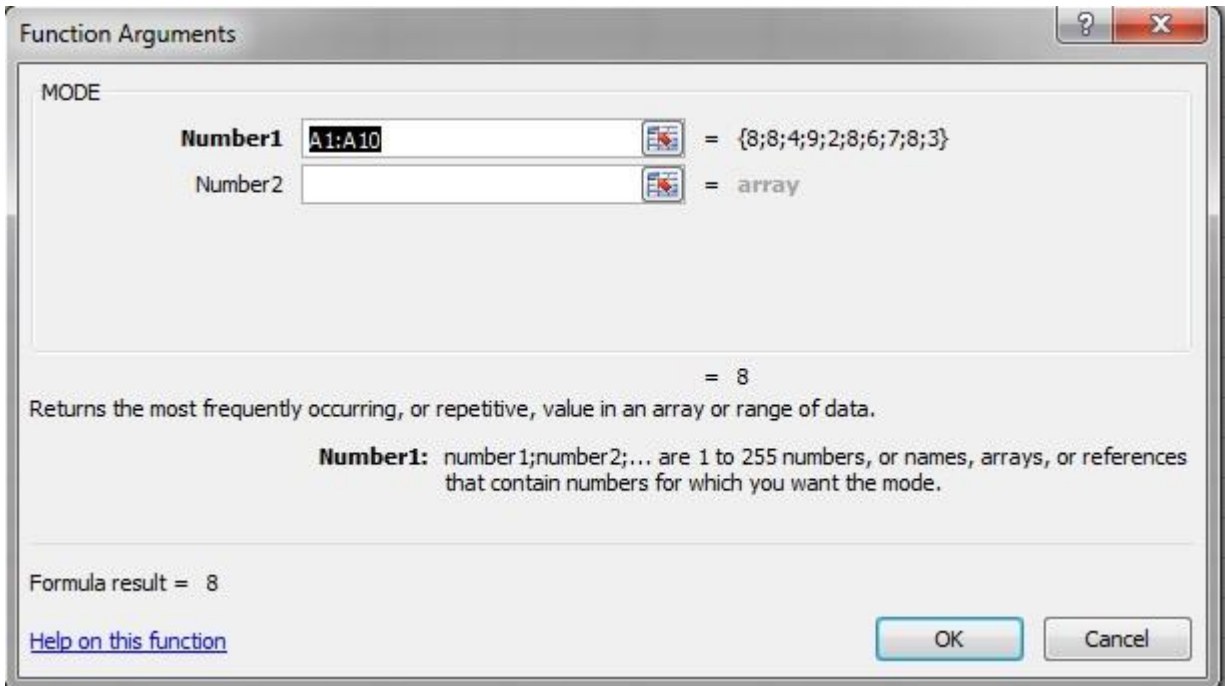 Function Arguments
?
X
MODE
Number1 A1:A10 = {8;8;4;9;2;8;6;7;8;3}
Number2 = array
= 8
Returns the most frequently occurring, or repetitive, value in an array or range of data.
Number1: number1;number2;... are 1 to 255 numbers, or names, arrays, or references
that contain numbers for which you want the mode.
Formula result = 8
Help on this function
OK
Cancel